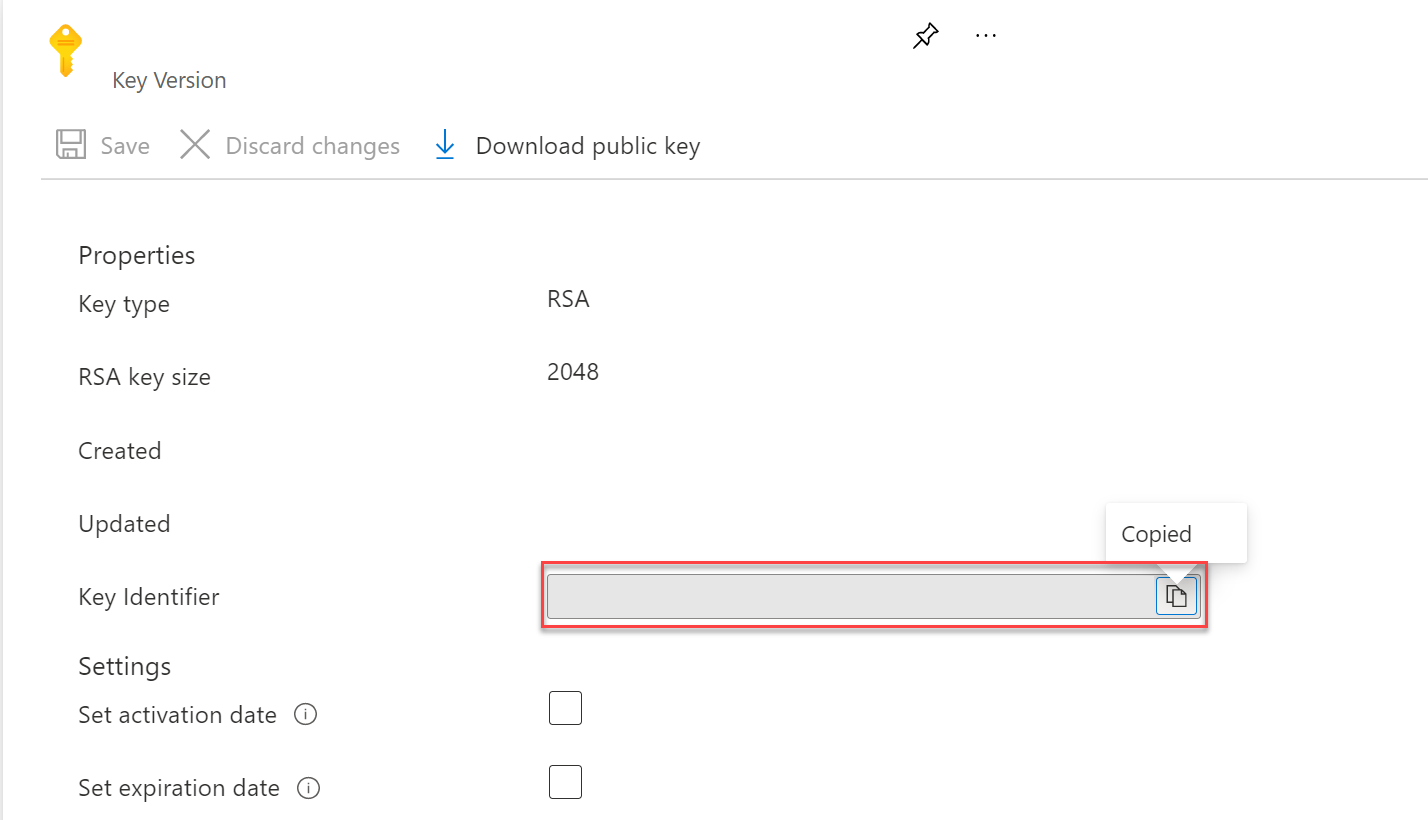 Key Version
Save Discard changes Download public key
Properties
Key type RSA
RSA key size 2048
Created
Updated
Copied
Key Identifier
Settings
Set activation date
Set expiration date